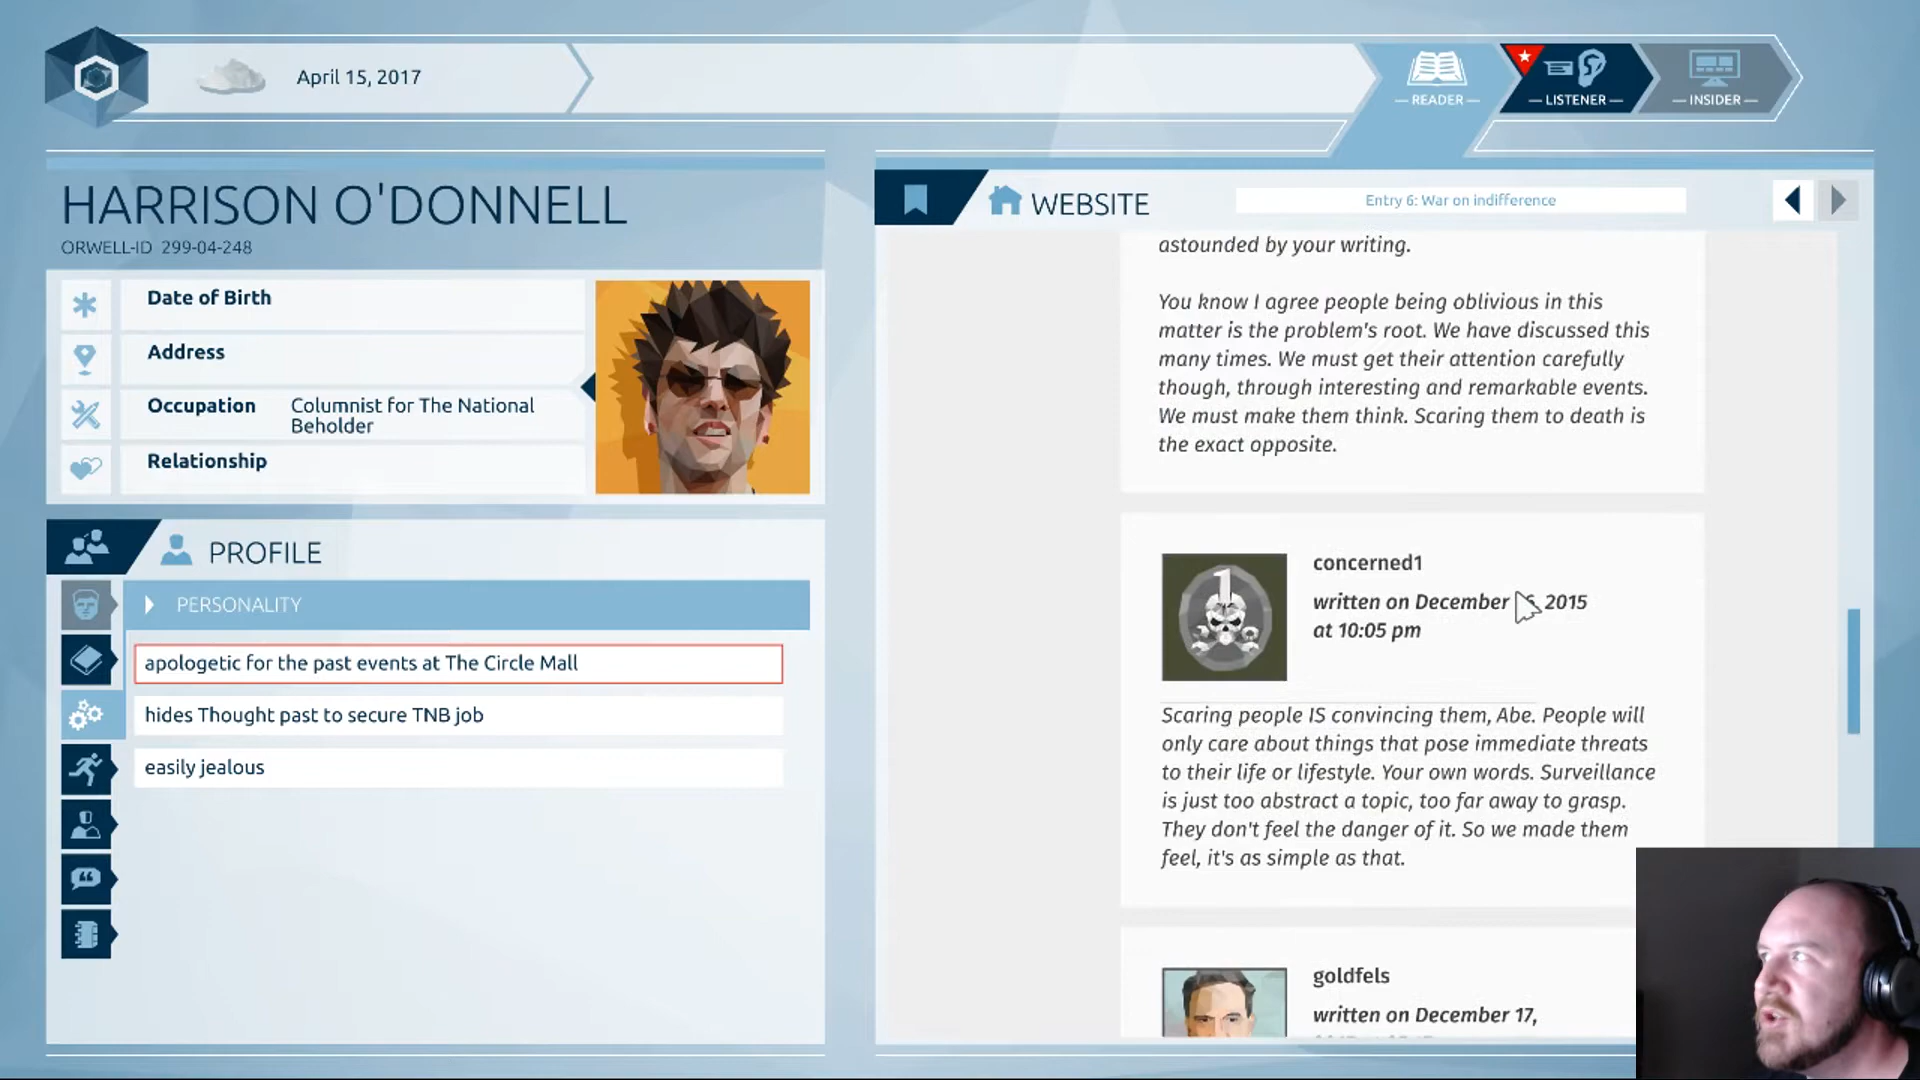 April 15, 2017
READER
LISTENER
INSIDER
HARRISON O'DONNELL
ORWELL-ID 299-04-248
Date of Birth
Address
Occupation Columnist for The National
Beholder
Relationship
PROFILE
PERSONALITY
apologetic for the past events at The Circle Mall
hides Thought past to secure TNB job
easily jealous
WEBSITE
Entry 6: War on indifference
astounded by your writing.
You know I agree people being oblivious in this
matter is the problem's root. We have discussed this
many times. We must get their attention carefully
though, through interesting and remarkable events.
We must make them think. Scaring them to death is
the exact opposite.
concerned1
written on December 2015
at 10:05 pm
Scaring people IS convincing them, Abe. People will
only care about things that pose immediate threats
to their life or lifestyle. Your own words. Surveillance
is just too abstract a topic, too far away to grasp.
They don't feel the danger of it. So we made them
feel, it's as simple as that.
goldfels
written on December 17,